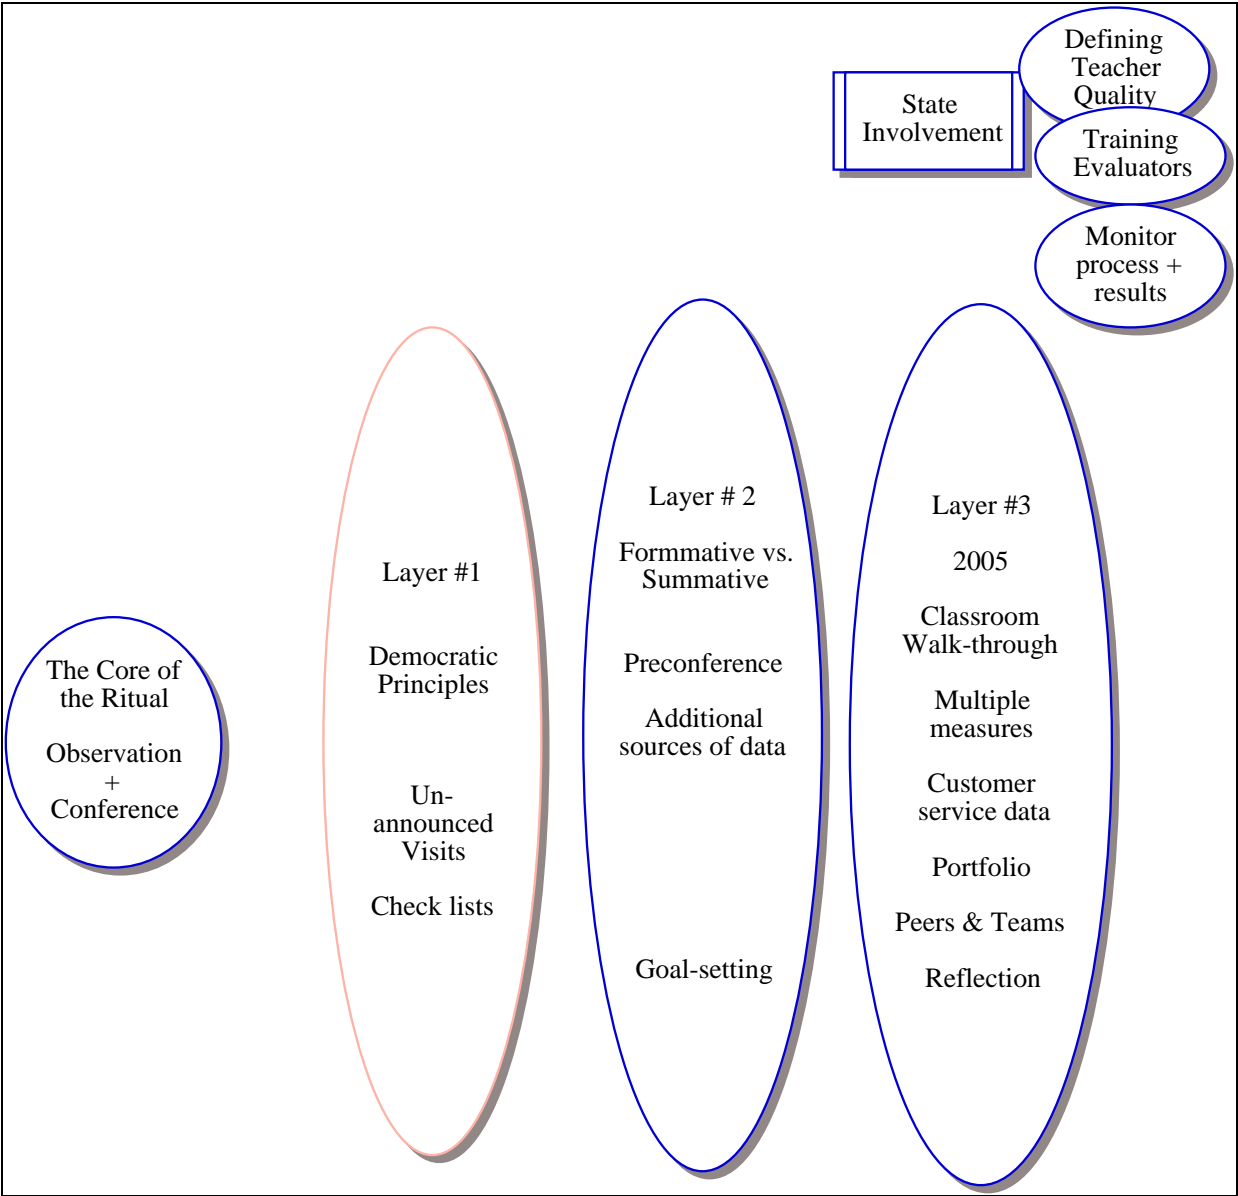 Defining
Teacher
Quality
State
Involvement
Training
Evaluators
Monitor
process +
results
The Core of
the Ritual
Observation
+
Conference
Layer #1
Democratic
Principles
Un-
announced
Visits
Check lists
Layer # 2
Formmative vs.
Summative
Preconference
Additional
sources of data
Goal-setting
Layer #3
2005
Classroom
Walk-through
Multiple
measures
Customer
service data
Portfolio
Peers & Teams
Reflection